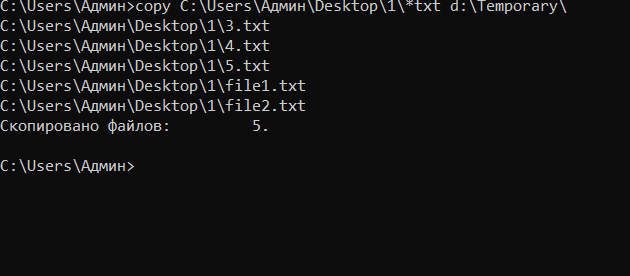 C:\Users\Админ>copy C:\Users\Админ\Desktop\1\*txt d:\Temporary\
C:\Users\Админ\Desktop\1\3.txt
C:\Users\Админ\Desktop\1\4.txt
C:\Users\Админ\Desktop\1\5.txt
C:\Users\Админ\Desktop\1\file1.txt
C:\Users\Админ\Desktop\1\file2.txt
Скопировано файлов:         5.
C:\Users\Админ>